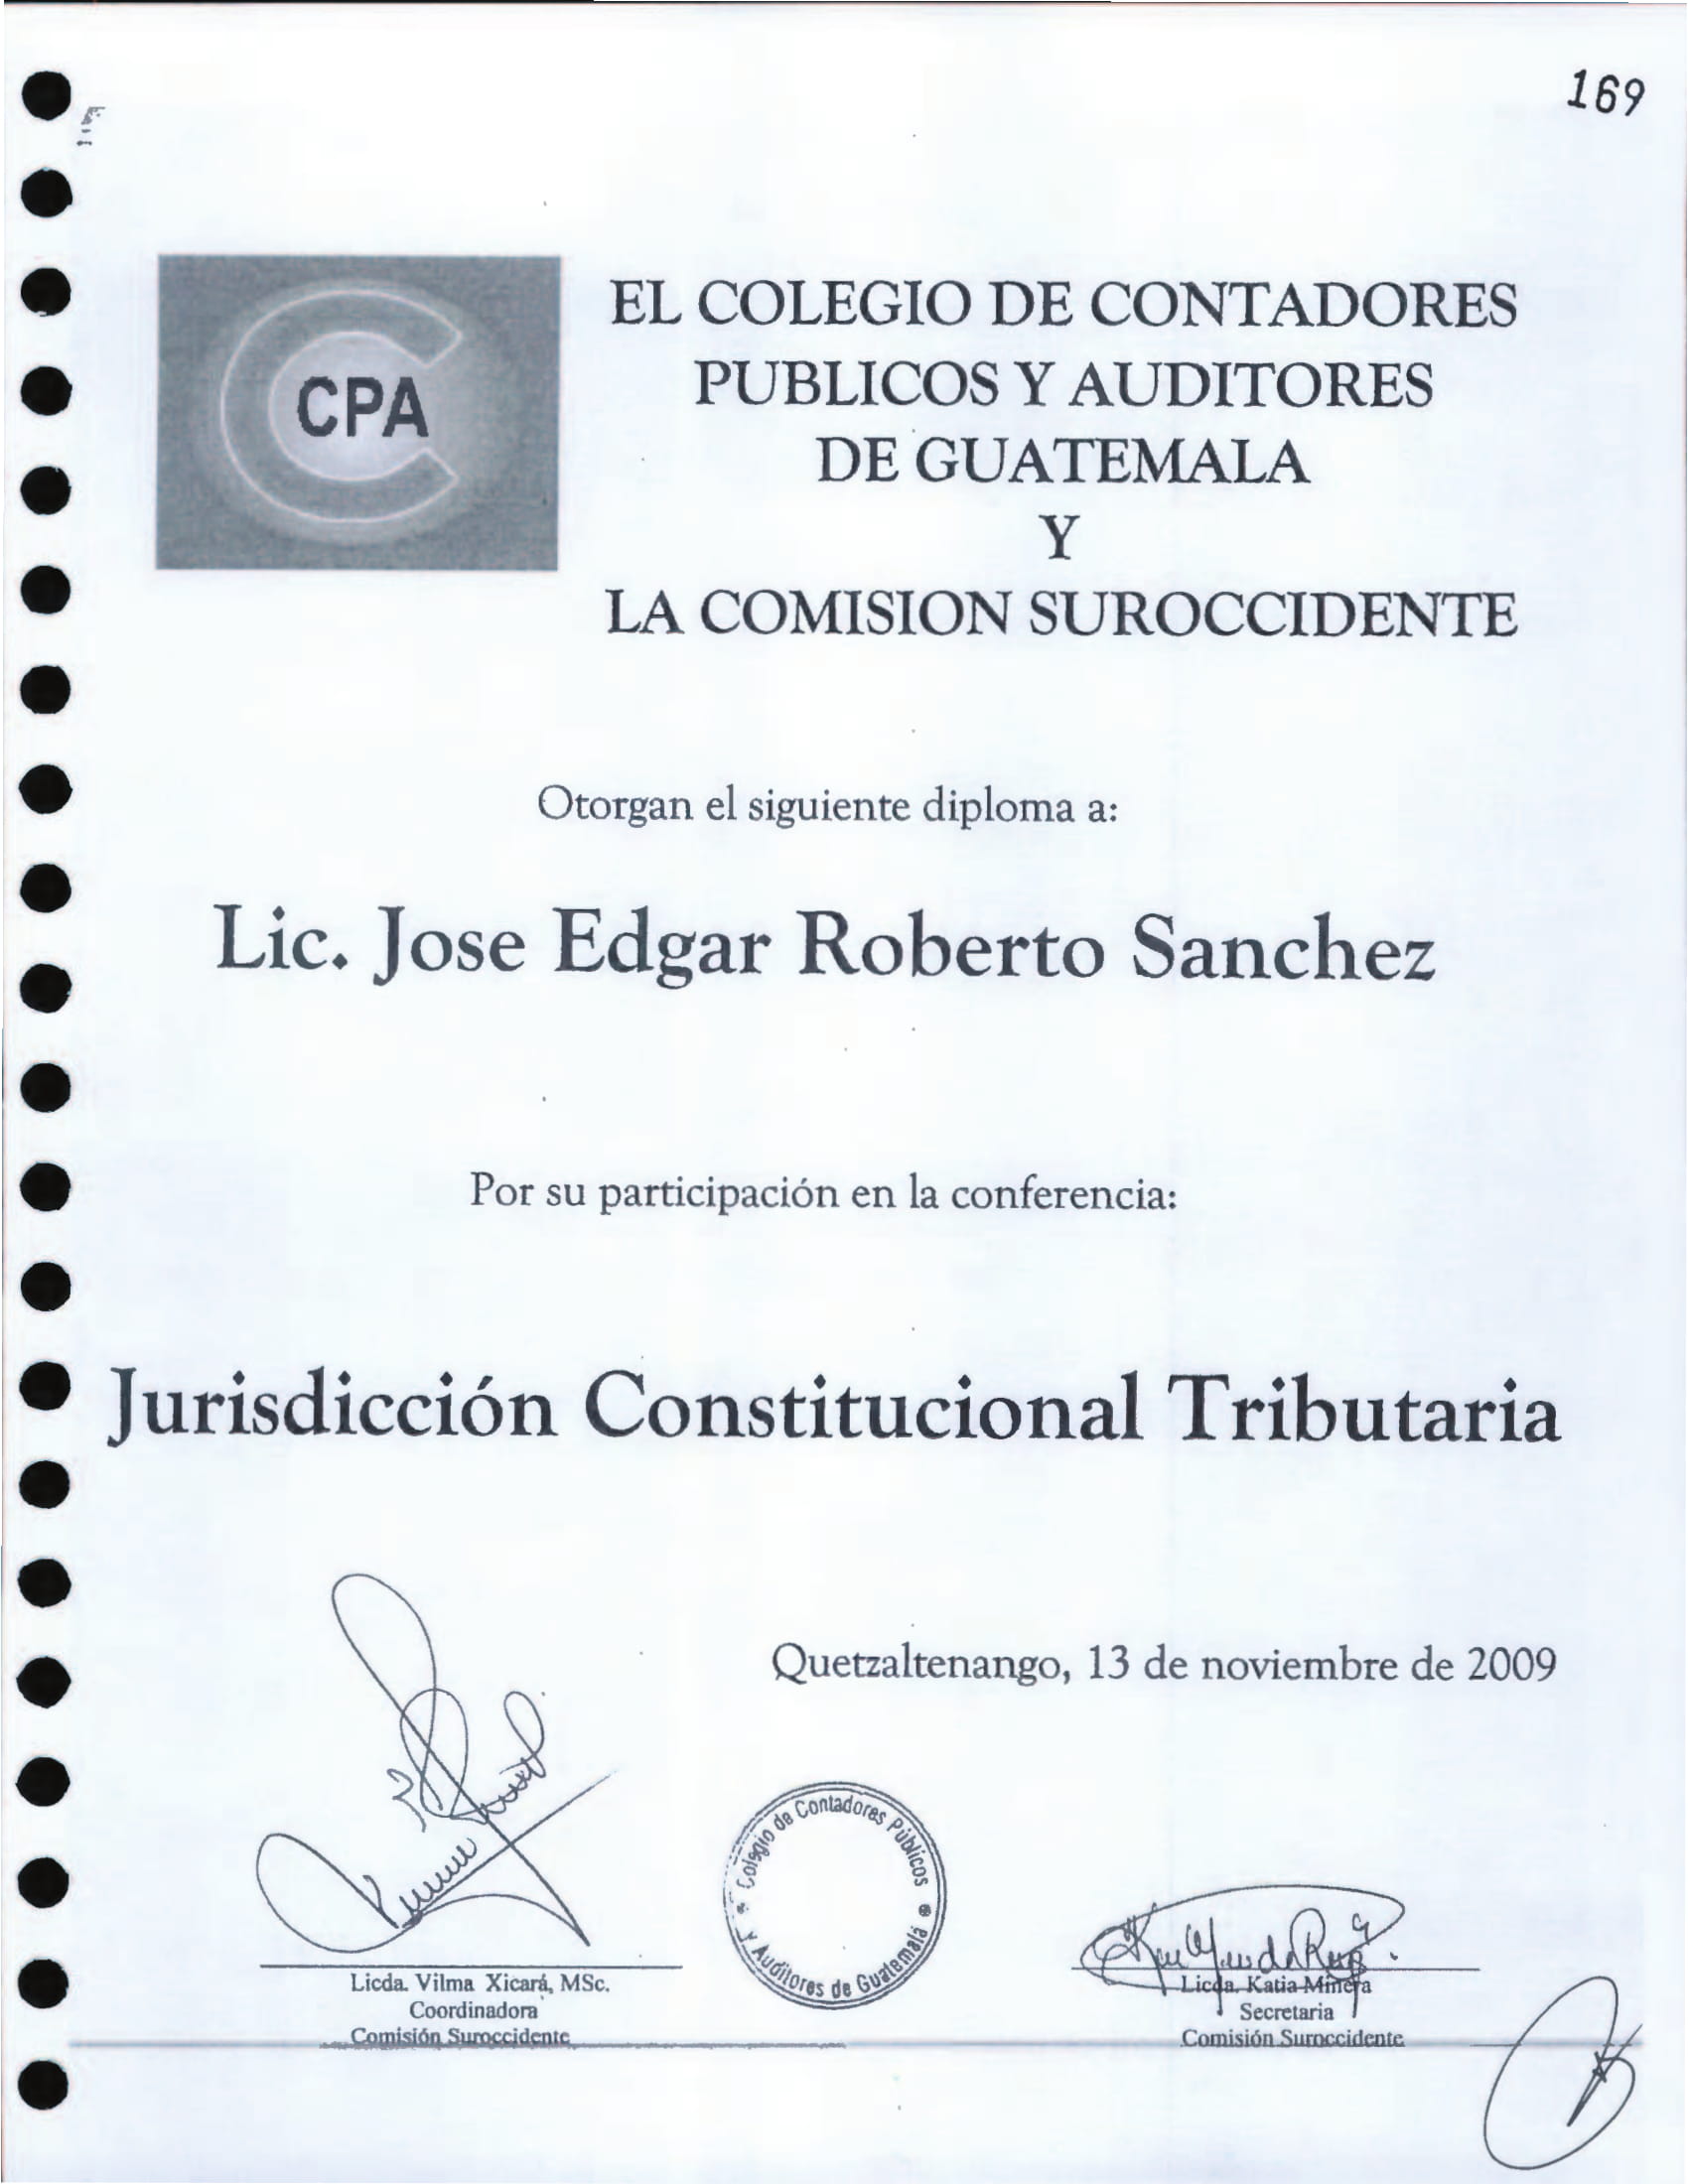 169
CPA
EL COLEGIO DE CONTADORES
PUBLICOS Y AUDITORES
DE GUATEMALA
Y
LA COMISION SUROCCIDENTE
Otorgan el siguiente diploma a:
Lic. Jose Edgar Roberto Sanchez
Por su participación en la conferencia:
Jurisdicción Constitucional Tributaria
Quetzaltenango, 13 de noviembre de 2009
Colegio de Contadores Públicos
y Auditores de Guatemala
Licda. Vilma Xicará, MSc.
Coordinadora
Comisión Suroccidente
Licda. Katia Minera
Secretaria
Comisión Suroccidente